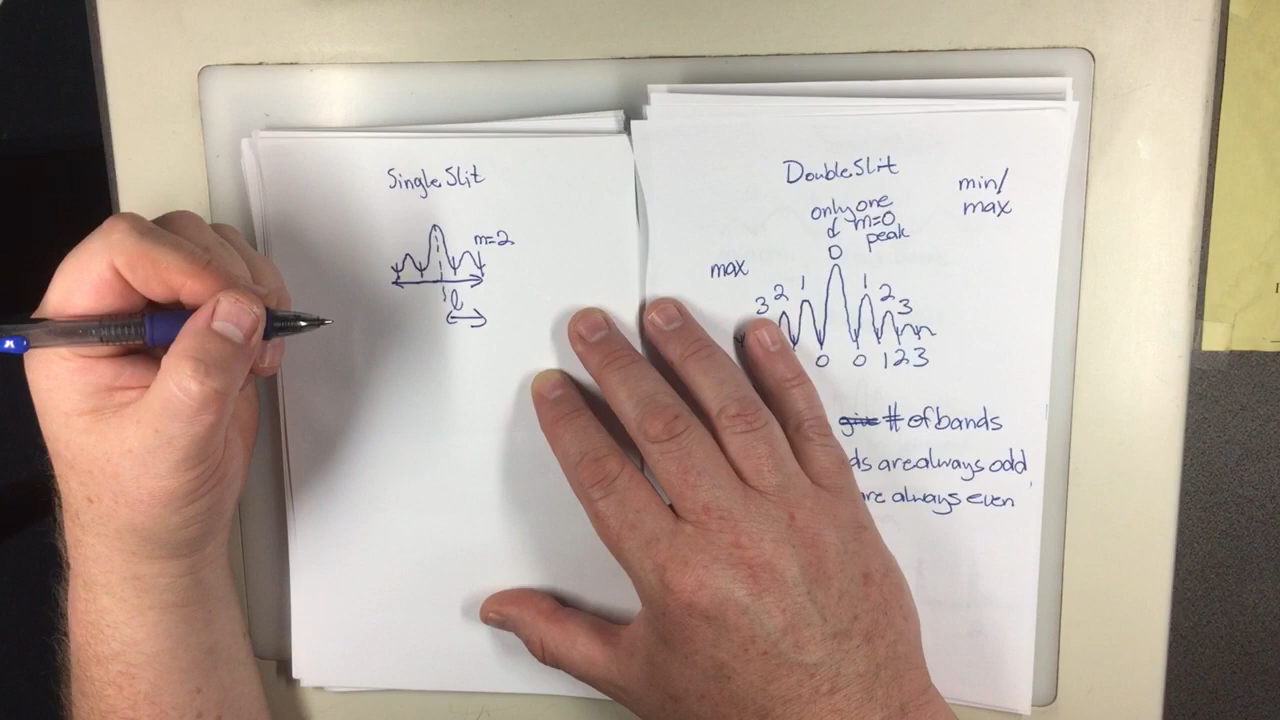 Single Slit
m=2
l
Double Slit
min/
max
only one
m=0
peak
0
max
3 2 1 1 2 3
0 0 1 2 3
# of bands
ds are always odd
are always even